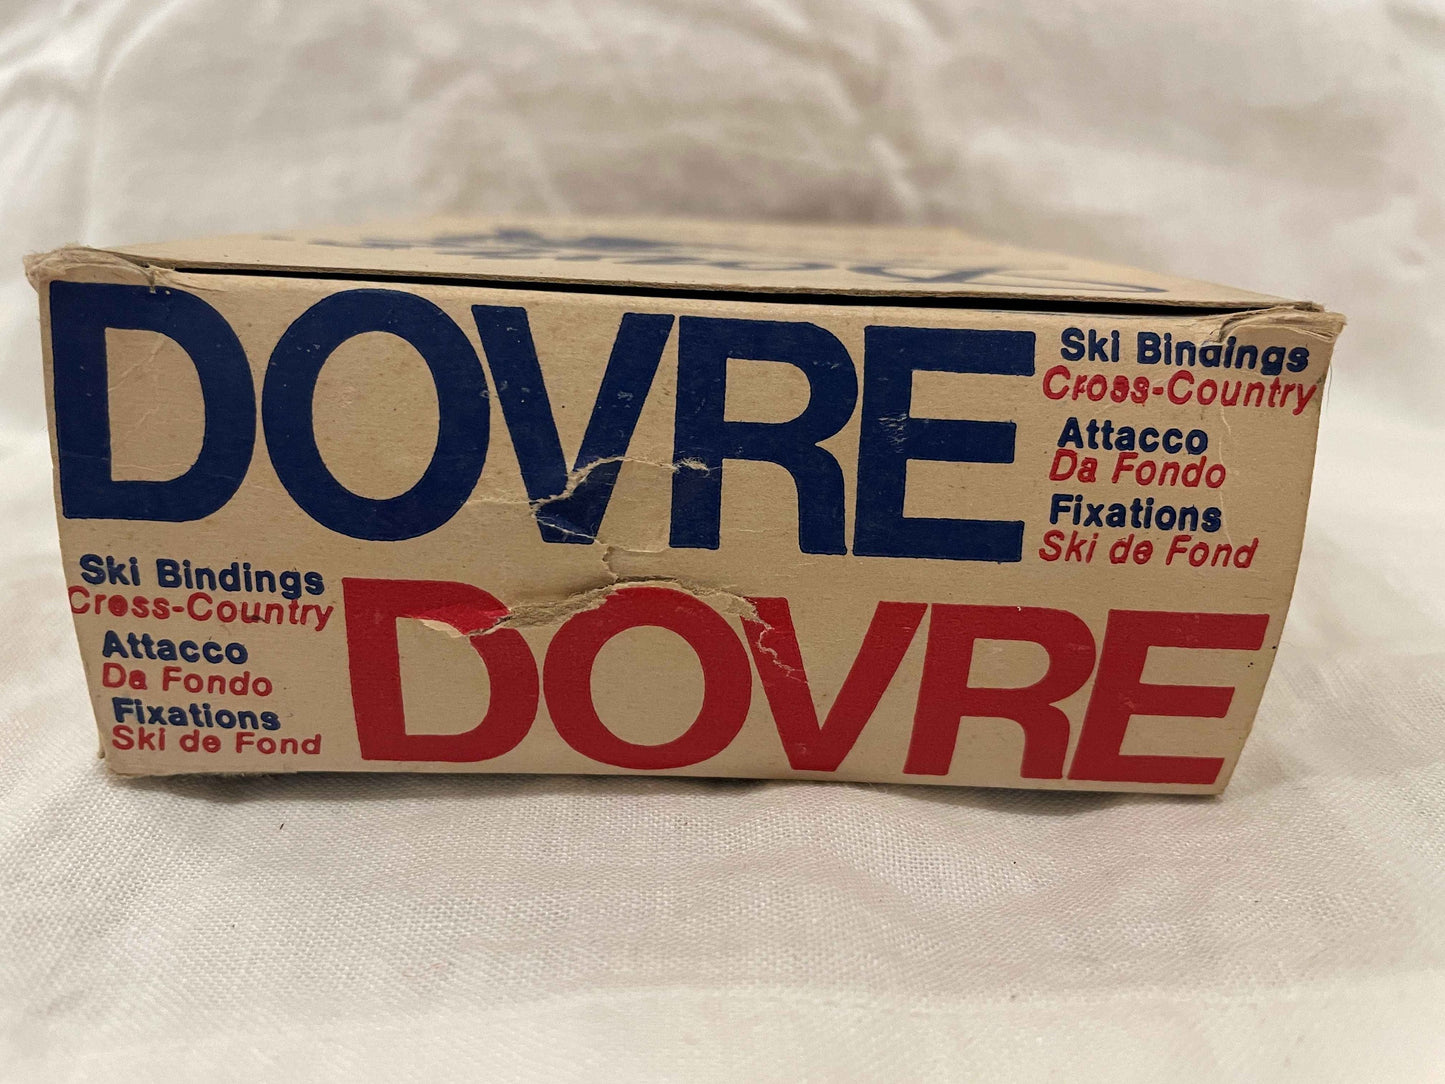 DOVRE
Ski Bindings
Cross-Country
Attacco
Da Fondo
Fixations
Ski de Fond
Ski Bindings
Cross-Country
Attacco
Da Fondo
Fixations
Ski de Fond
DOVRE